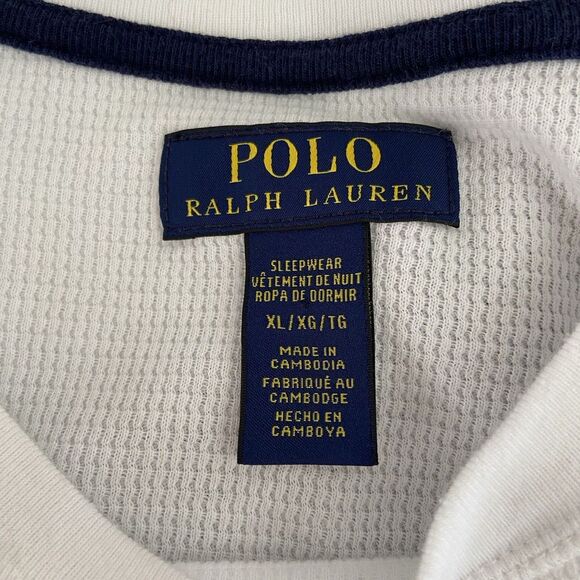 POLO
RALPH LAUREN
SLEEPWEAR
VÊTEMENT DE NUIT
ROPA DE DORMIR
XL/XG/TG
MADE IN
CAMBODIA
FABRIQUÉ AU
CAMBODGE
HECHO EN
CAMBOYA